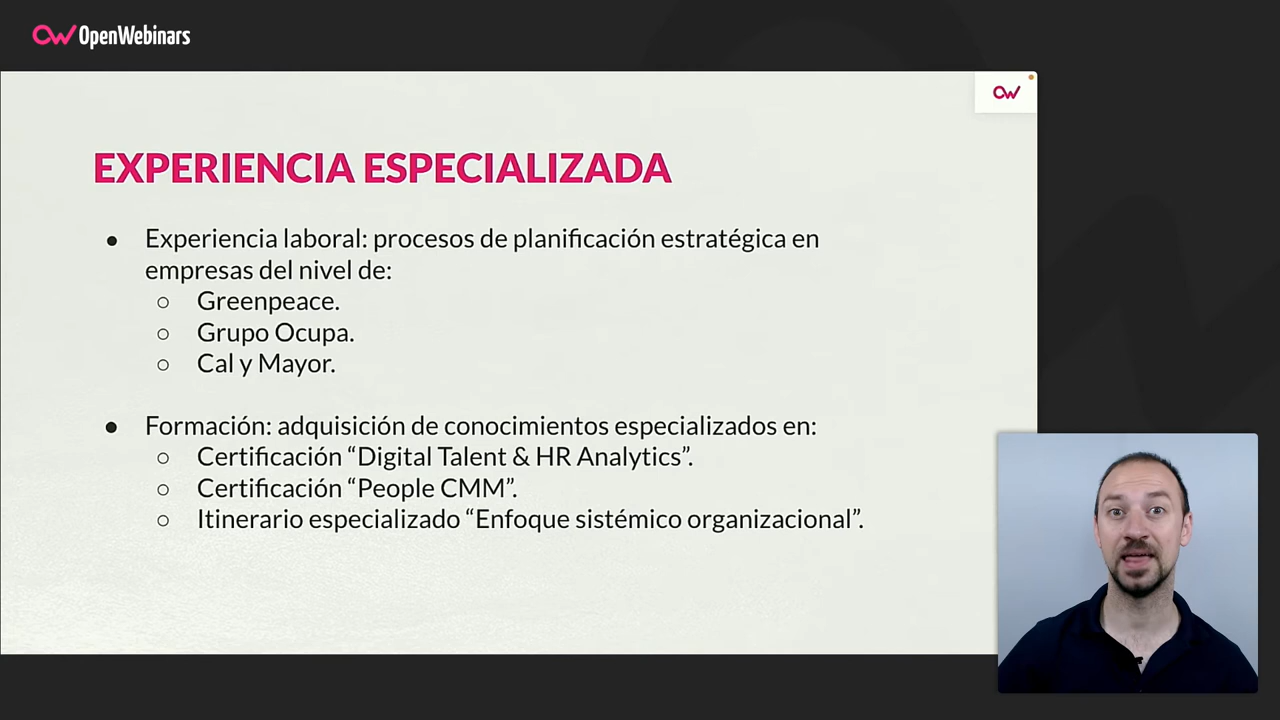 OpenWebinars
EXPERIENCIA ESPECIALIZADA
● Experiencia laboral: procesos de planificación estratégica en
empresas del nivel de:
○ Greenpeace.
○ Grupo Ocupa.
○ Cal y Mayor.
● Formación: adquisición de conocimientos especializados en:
○ Certificación “Digital Talent & HR Analytics”.
○ Certificación “People CMM”.
○ Itinerario especializado “Enfoque sistémico organizacional”.